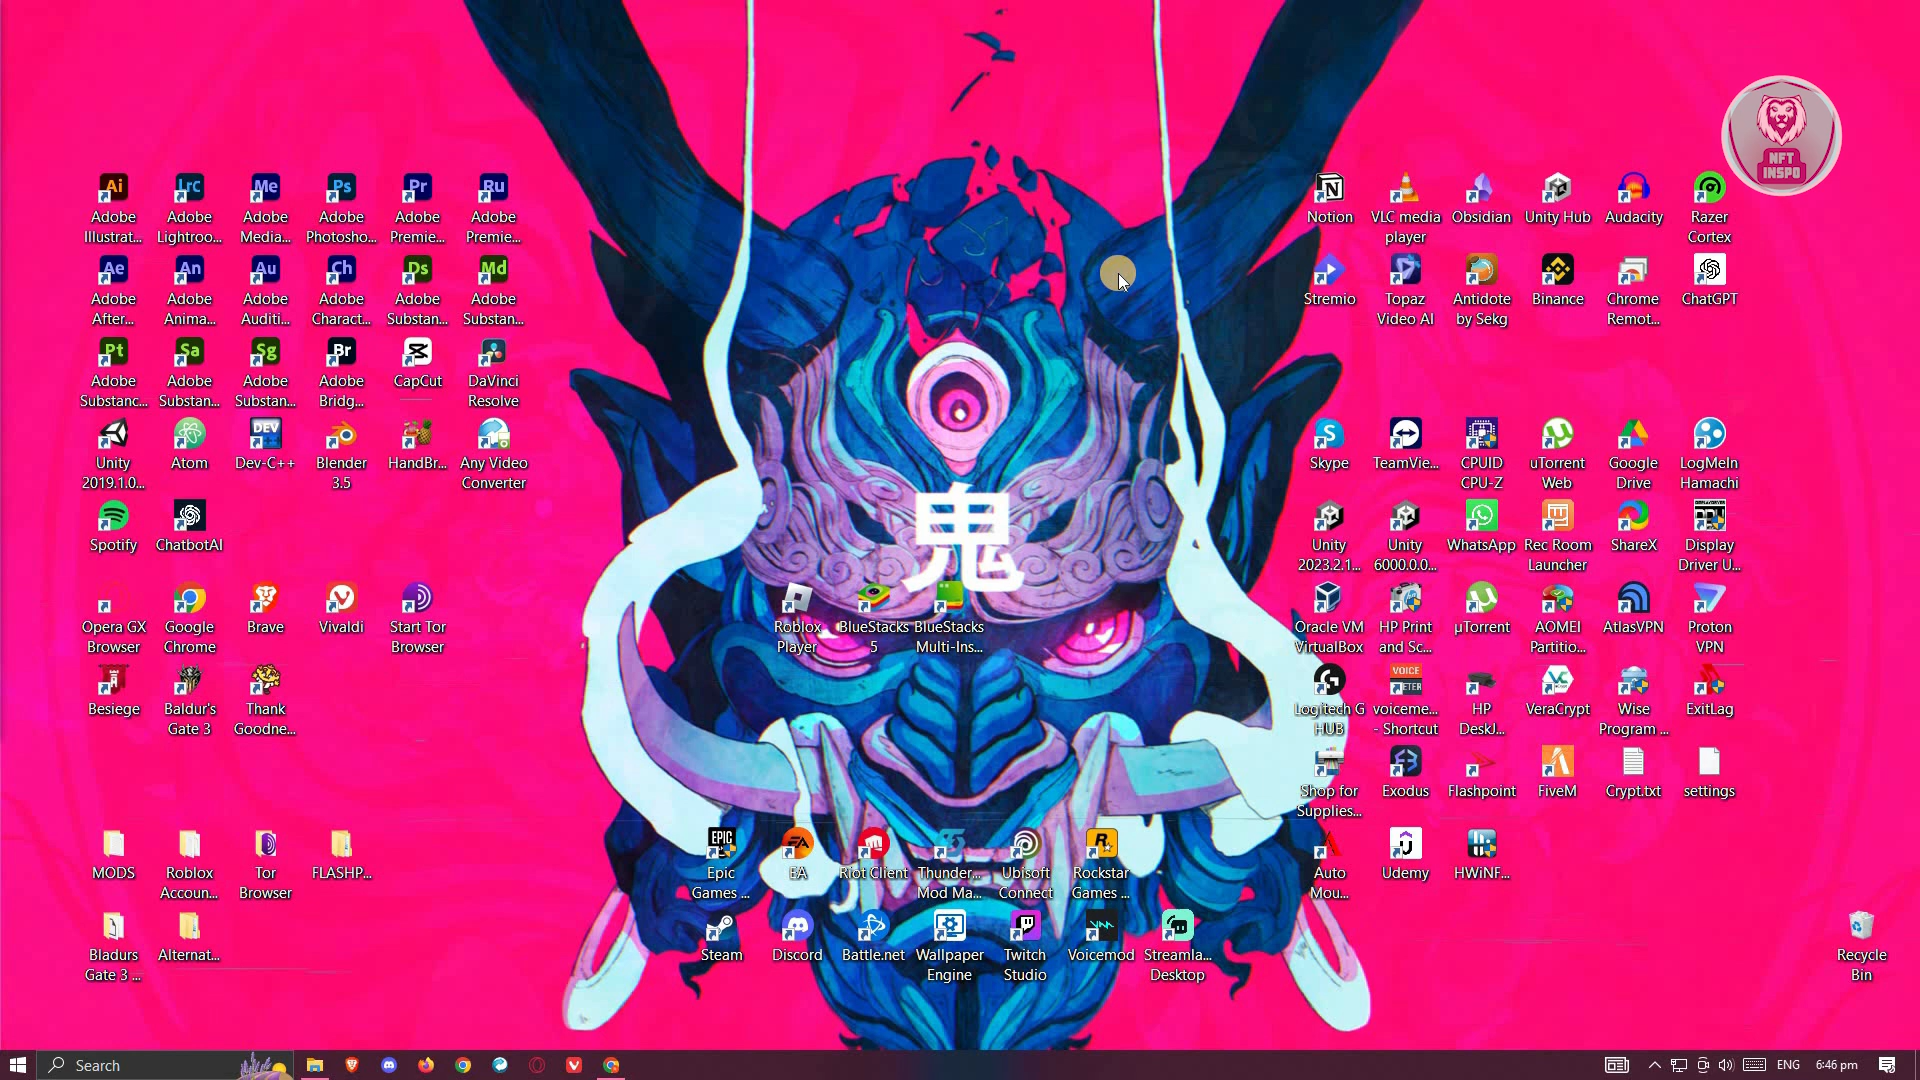 NFT
INSPO
Adobe
Illustrat...
Adobe
Lightroo...
Adobe
Media...
Adobe
Photosho...
Adobe
Premie...
Adobe
Premie...
Adobe
After...
Adobe
Anima...
Adobe
Auditi...
Adobe
Charact...
Adobe
Substan...
Adobe
Substan...
Adobe
Substanc...
Adobe
Substan...
Adobe
Substan...
Adobe
Bridg...
CapCut
DaVinci
Resolve
Unity
2019.1.0...
Atom
Dev-C++
Blender
3.5
HandBr...
Any Video
Converter
Spotify
ChatbotAI
Opera GX
Browser
Google
Chrome
Brave
Vivaldi
Start Tor
Browser
Besiege
Baldur's
Gate 3
Thank
Goodne...
MODS
Roblox
Accoun...
Tor
Browser
FLASHP...
Bladurs
Gate 3 ...
Alternat...
鬼
Roblox
Player
BlueStacks
5
BlueStacks
Multi-Ins...
Epic
Games ...
EA
Riot Client
Thunder...
Mod Ma...
Ubisoft
Connect
Rockstar
Games ...
Steam
Discord
Battle.net
Wallpaper
Engine
Twitch
Studio
Voicemod
Streamla...
Desktop
Notion
VLC media
player
Obsidian
Unity Hub
Audacity
Razer
Cortex
Stremio
Topaz
Video AI
Antidote
by Sekg
Binance
Chrome
Remot...
ChatGPT
Skype
TeamVie...
CPUID
CPU-Z
uTorrent
Web
Google
Drive
LogMeIn
Hamachi
Unity
2023.2.1...
Unity
6000.0.0...
WhatsApp
Rec Room
Launcher
ShareX
Display
Driver U...
Oracle VM
VirtualBox
HP Print
and Sc...
µTorrent
AOMEI
Partitio...
AtlasVPN
Proton
VPN
Logitech G
HUB
voiceme...
- Shortcut
HP
DeskJ...
VeraCrypt
Wise
Program ...
ExitLag
Shop for
Supplies...
Exodus
Flashpoint
FiveM
Crypt.txt
settings
Auto
Mou...
Udemy
HWiNF...
Recycle
Bin
Search
ENG
6:46 pm